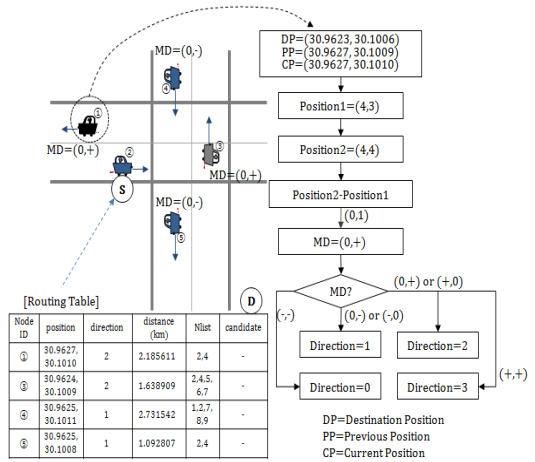 DP=(30.9623,30.1006)
PP=(30.9627,30.1009)
CP=(30.9627,30.1010)
Position1=(4,3)
Position2=(4,4)
Position2-Position1
(0,1)
MD=(0,+)
MD?
(0,+) or (+,0)
(-,-)
(0,-) or (-,0)
(+,+)
Direction=1
Direction=2
Direction=0
Direction=3
DP=Destination Position
PP=Previous Position
CP=Current Position
MD=(0,-)
④
①
MD=(0,+)
②
③
MD=(0,+)
S
MD=(0,-)
⑤
D
[Routing Table]
Node ID position direction distance (km) Nlist candidate
① 30.9627, 30.1010 2 2.185611 2,4 -
③ 30.9624, 30.1009 2 1.638909 2,4,5, 6,7 -
④ 30.9625, 30.1011 1 2.731542 1,2,7, 8,9 -
⑤ 30.9625, 30.1008 1 1.092807 2,4 -